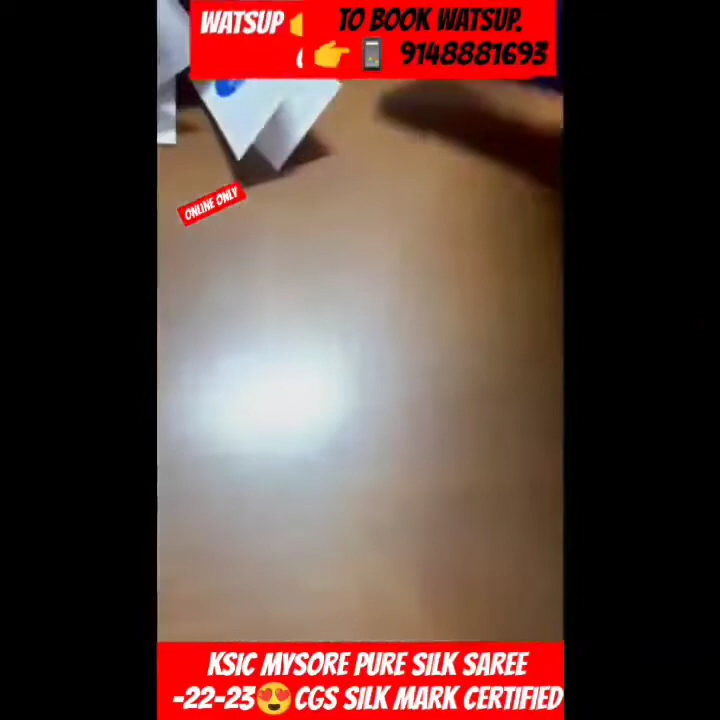 WATSUP 👉
TO BOOK WATSUP.
👉 📱 9148881693
ONLINE ONLY
KSIC MYSORE PURE SILK SAREE
-22-23😍CGS SILK MARK CERTIFIED